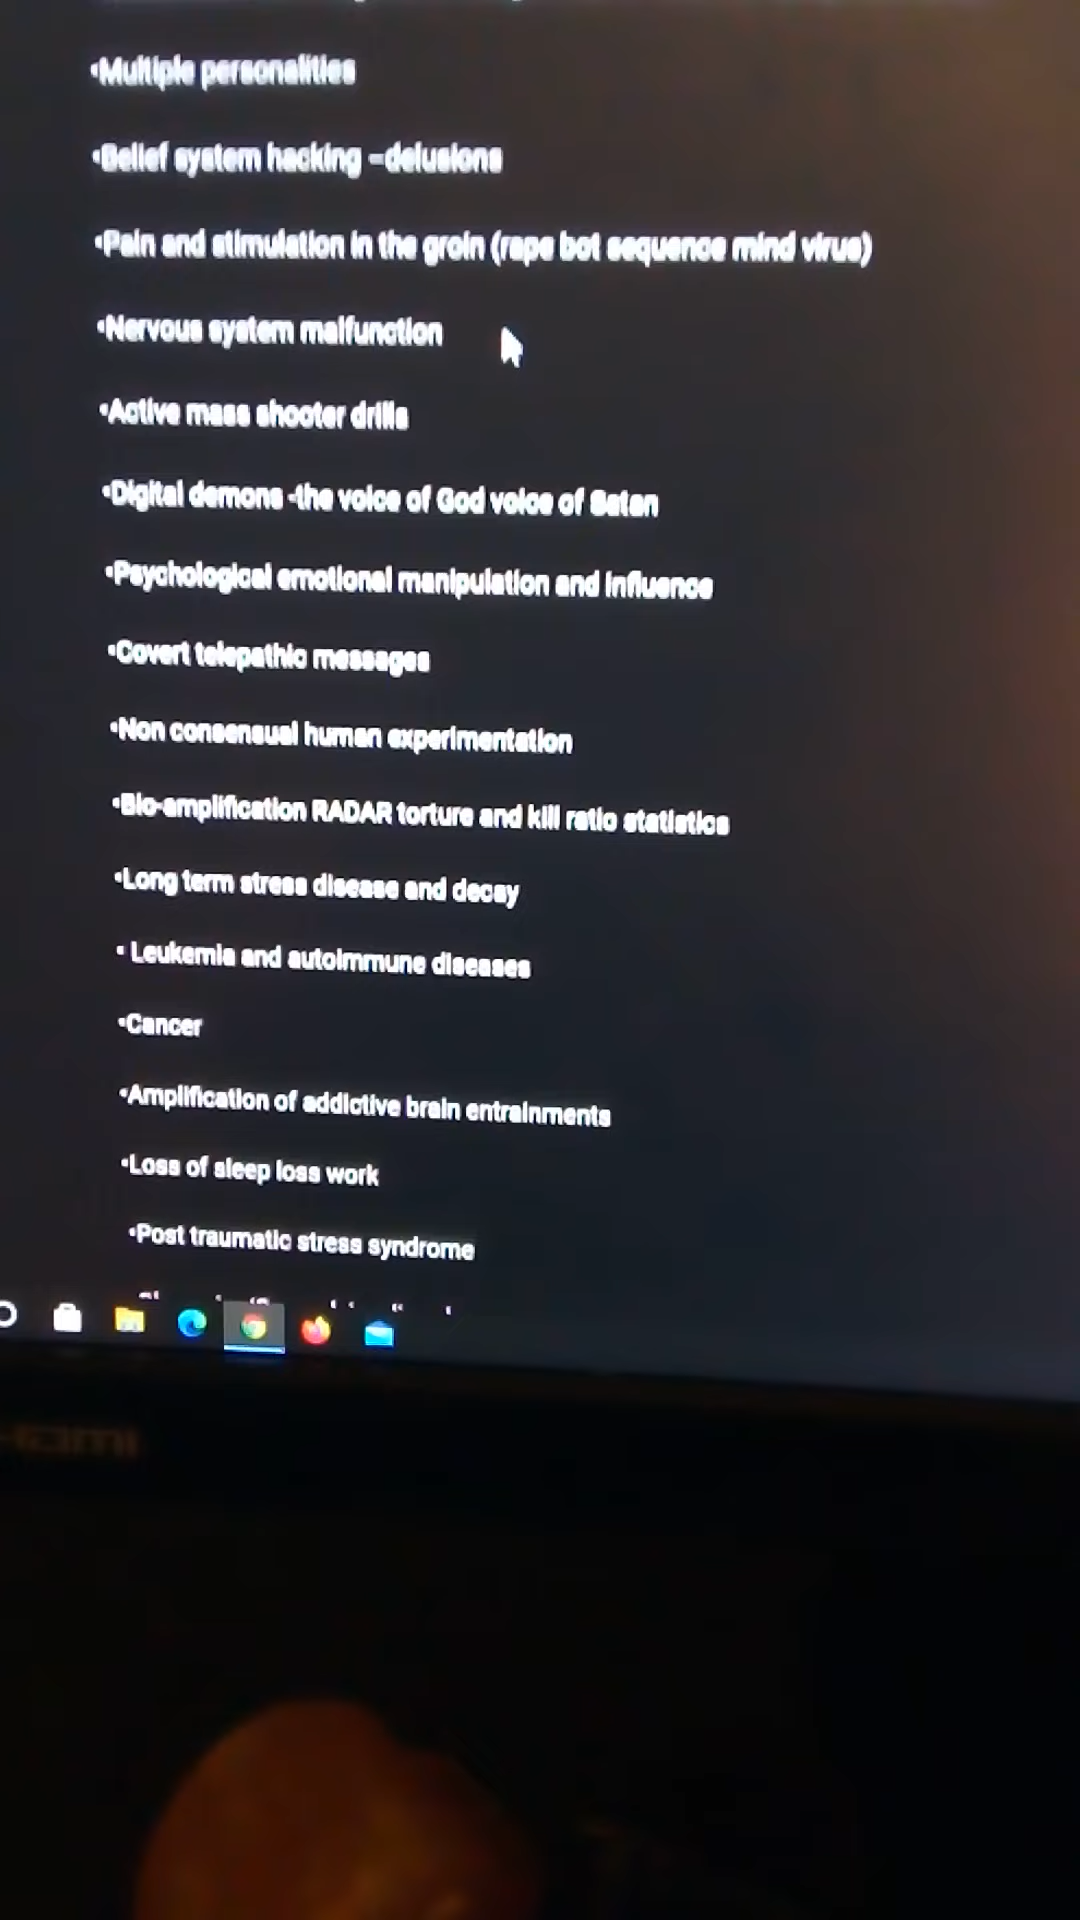 •Multiple personalities
•Belief system hacking =delusions
•Pain and stimulation in the groin (rape bot sequence mind virus)
•Nervous system malfunction
•Active mass shooter drills
•Digital demons -the voice of God voice of Satan
•Psychological emotional manipulation and influence
•Covert telepathic messages
•Non consensual human experimentation
•Bio-amplification RADAR torture and kill ratio statistics
•Long term stress disease and decay
• Leukemia and autoimmune diseases
•Cancer
•Amplification of addictive brain entrainments
•Loss of sleep loss work
•Post traumatic stress syndrome
HDMI